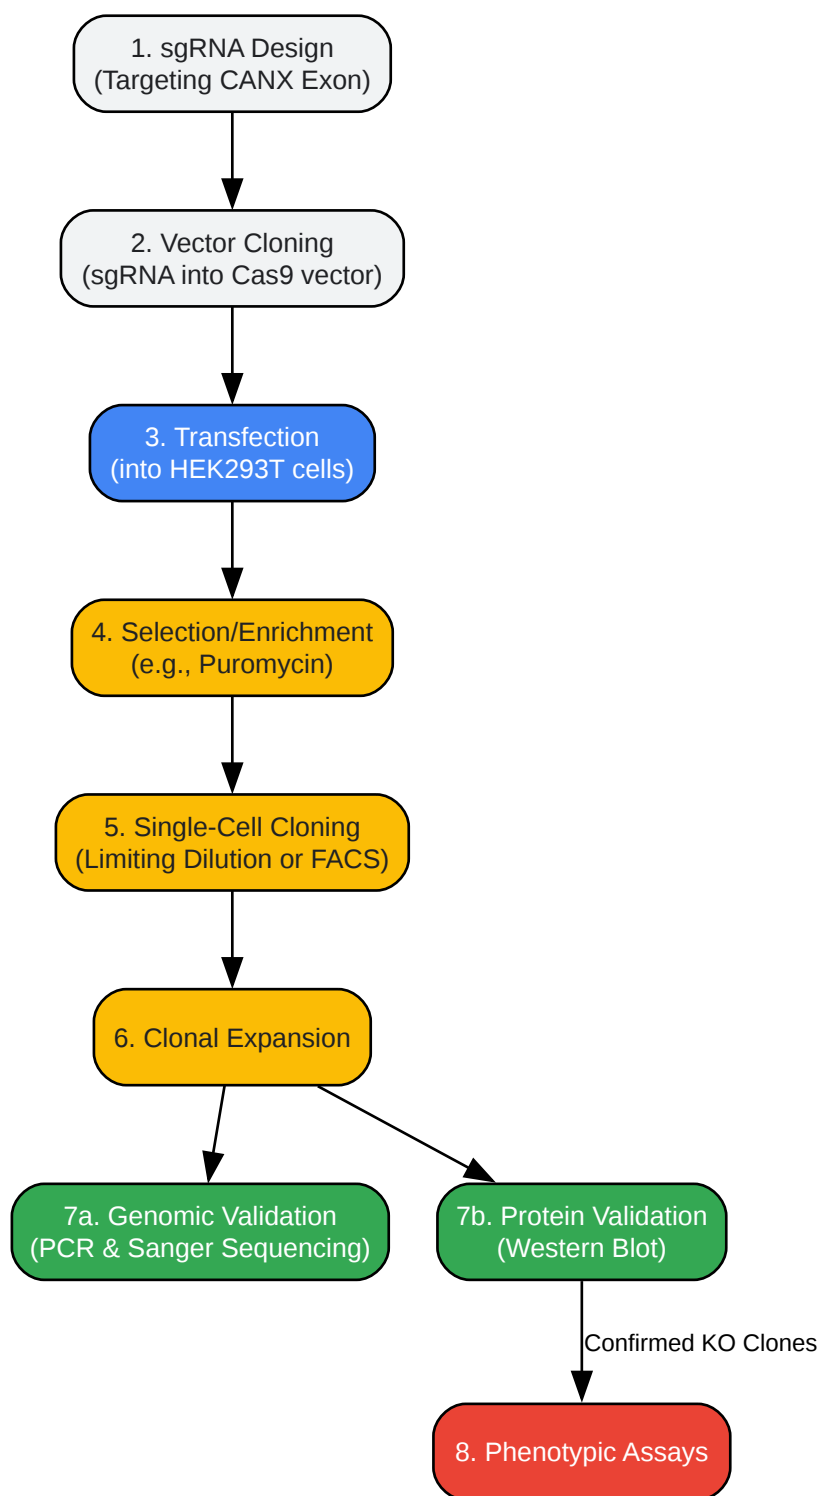 1. sgRNA Design
(Targeting CANX Exon)
2. Vector Cloning
(sgRNA into Cas9 vector)
3. Transfection
(into HEK293T cells)
4. Selection/Enrichment
(e.g., Puromycin)
5. Single-Cell Cloning
(Limiting Dilution or FACS)
6. Clonal Expansion
7a. Genomic Validation
(PCR & Sanger Sequencing)
7b. Protein Validation
(Western Blot)
Confirmed KO Clones
8. Phenotypic Assays